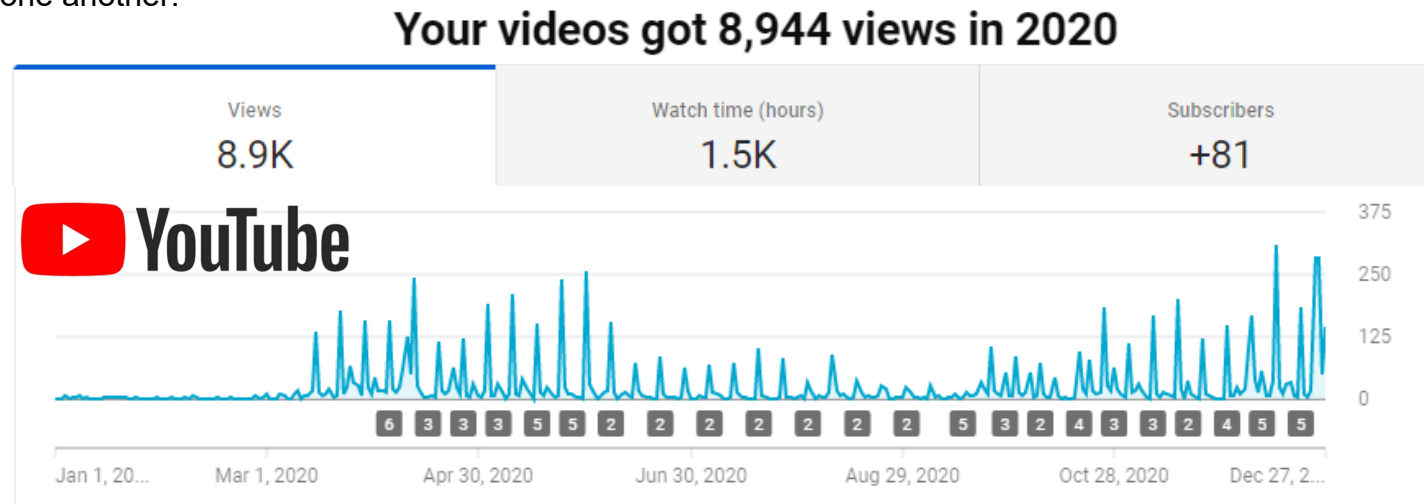 one another.
Your videos got 8,944 views in 2020
Views Watch time (hours) Subscribers
8.9K 1.5K +81
YouTube
375
250
125
0
6 3 3 3 5 5 2 2 2 2 2 2 2 5 3 2 4 3 3 2 4 5 5
Jan 1, 20... Mar 1, 2020 Apr 30, 2020 Jun 30, 2020 Aug 29, 2020 Oct 28, 2020 Dec 27, 2...